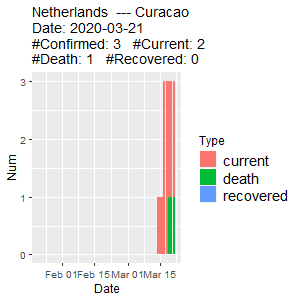 Netherlands --- Curacao
Date: 2020-03-21
#Confirmed: 3 #Current: 2
#Death: 1 #Recovered: 0
3
2
1
0
Num
Feb 01 Feb 15 Mar 01 Mar 15
Date
Type
current
death
recovered